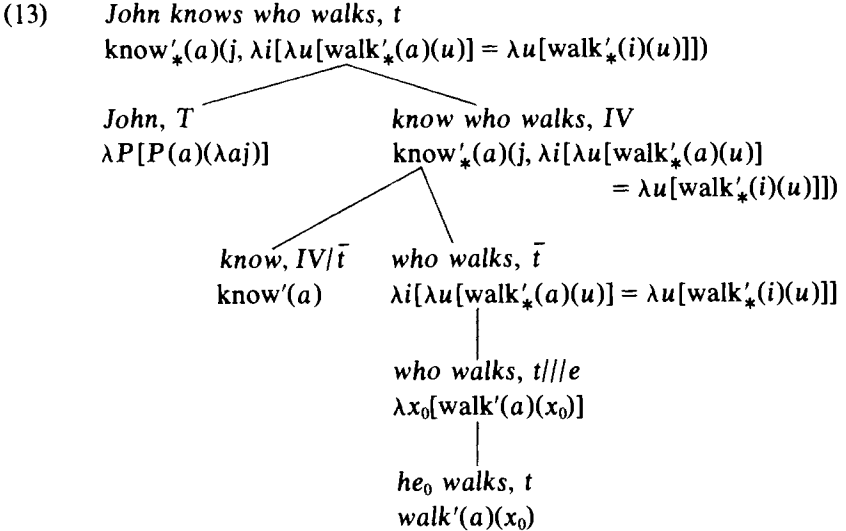 (13) John knows who walks, t
know′⁎(a)(j, λi[λu[walk′⁎(a)(u)] = λu[walk′⁎(i)(u)]])
John, T know who walks, IV
λP[P(a)(λaj)] know′⁎(a)(j, λi[λu[walk′⁎(a)(u)]
= λu[walk′⁎(i)(u)]])
know, IV/t̄ who walks, t̄
know′(a) λi[λu[walk′⁎(a)(u)] = λu[walk′⁎(i)(u)]]
who walks, t///e
λx₀[walk′(a)(x₀)]
he₀ walks, t
walk′(a)(x₀)